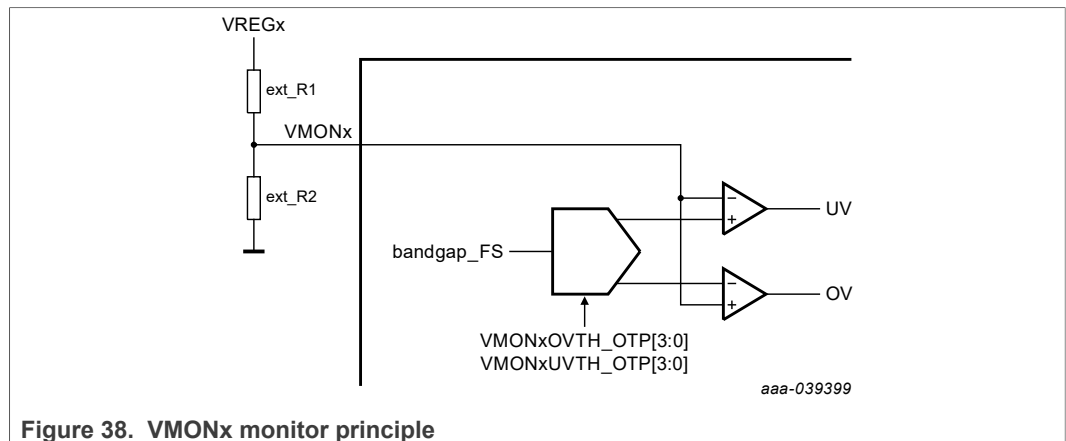 VREGx
ext_R1
VMONx
ext_R2
UV
bandgap_FS
OV
VMONxOVTH_OTP[3:0]
VMONxUVTH_OTP[3:0]
aaa-039399
Figure 38. VMONx monitor principle